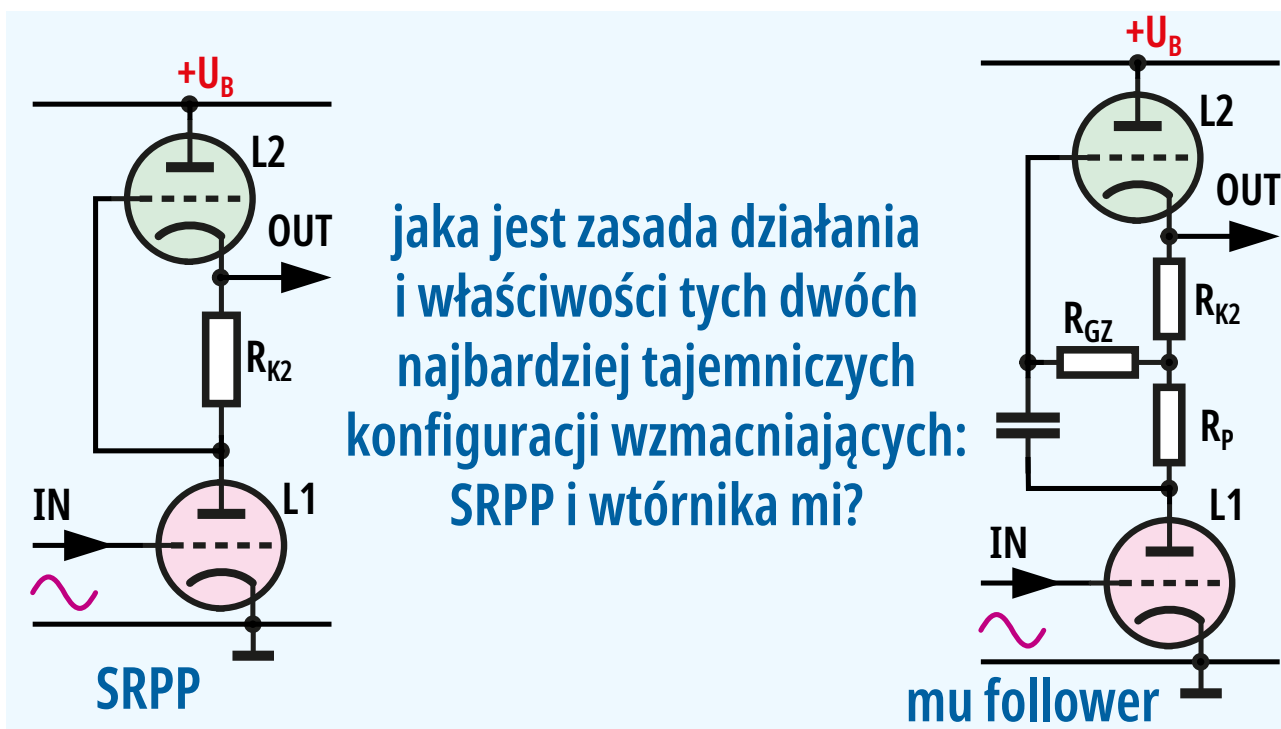 +UB
L2
OUT
RK2
L1
IN
SRPP
jaka jest zasada działania
i właściwości tych dwóch
najbardziej tajemniczych
konfiguracji wzmacniających:
SRPP i wtórnika mi?
+UB
L2
OUT
RK2
RGZ
RP
L1
IN
mu follower